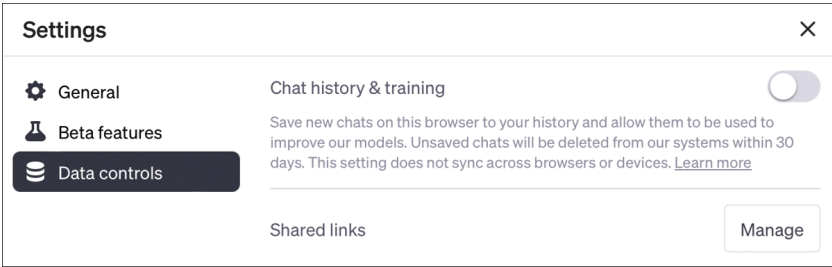 Settings
General
Beta features
Data controls
Chat history & training
Save new chats on this browser to your history and allow them to be used to
improve our models. Unsaved chats will be deleted from our systems within 30
days. This setting does not sync across browsers or devices. Learn more
Shared links
Manage